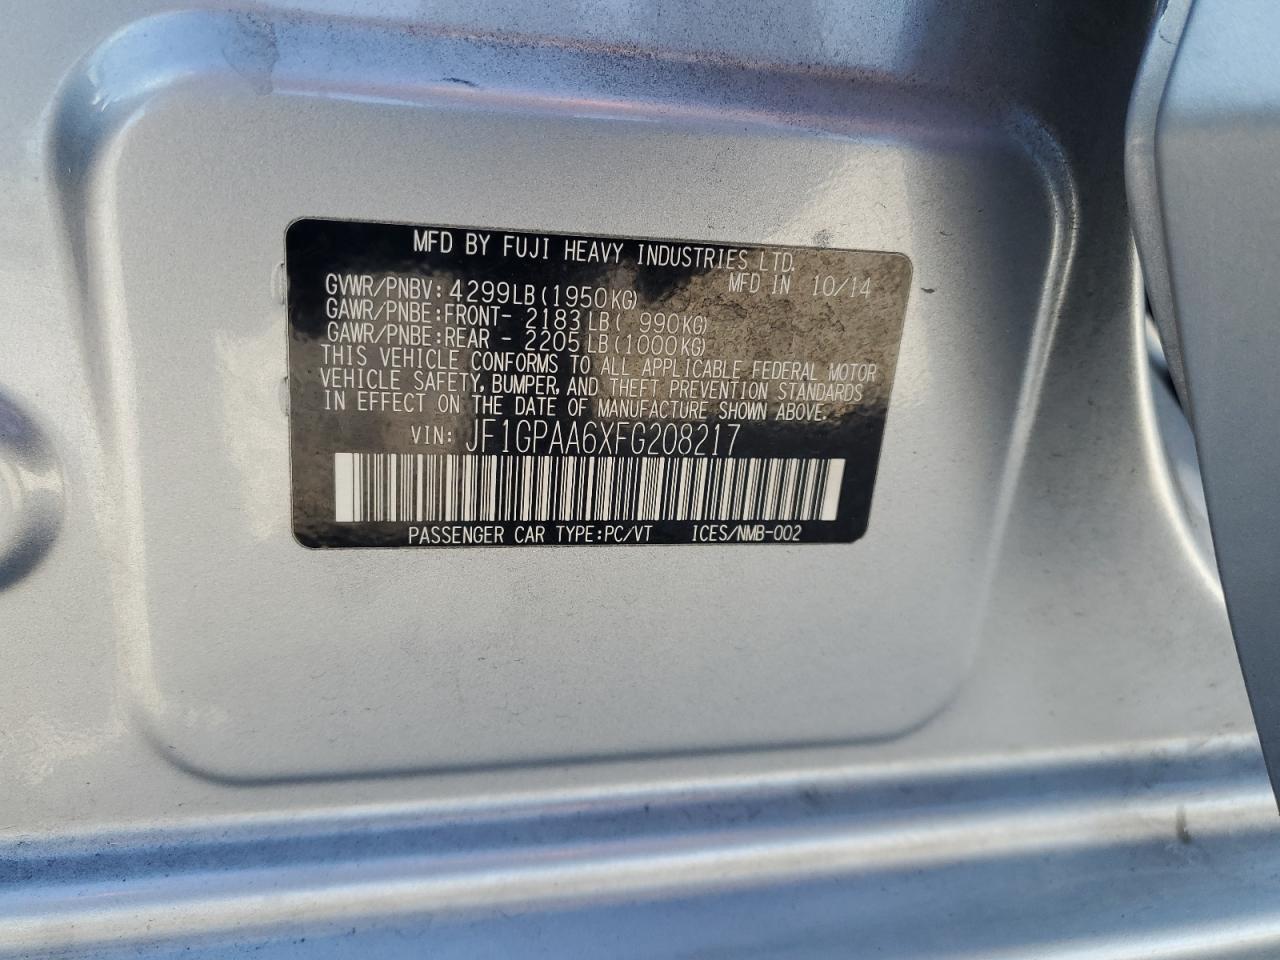 MFD BY FUJI HEAVY INDUSTRIES LTD.
MFD IN 10/14
GVWR/PNBV: 4299LB(1950KG)
GAWR/PNBE:FRONT- 2183LB( 990KG)
GAWR/PNBE:REAR - 2205LB(1000KG)
THIS VEHICLE CONFORMS TO ALL APPLICABLE FEDERAL MOTOR
VEHICLE SAFETY, BUMPER, AND THEFT PREVENTION STANDARDS
IN EFFECT ON THE DATE OF MANUFACTURE SHOWN ABOVE.
VIN: JF1GPAA6XFG208217
PASSENGER CAR TYPE:PC/VT ICES/NMB-002